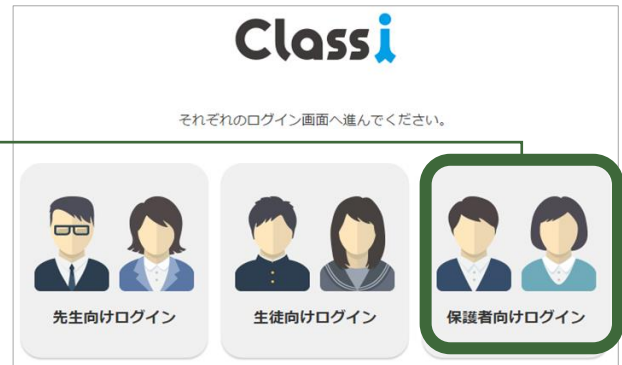 Classi
それぞれのログイン画面へ進んでください。
先生向けログイン
生徒向けログイン
保護者向けログイン